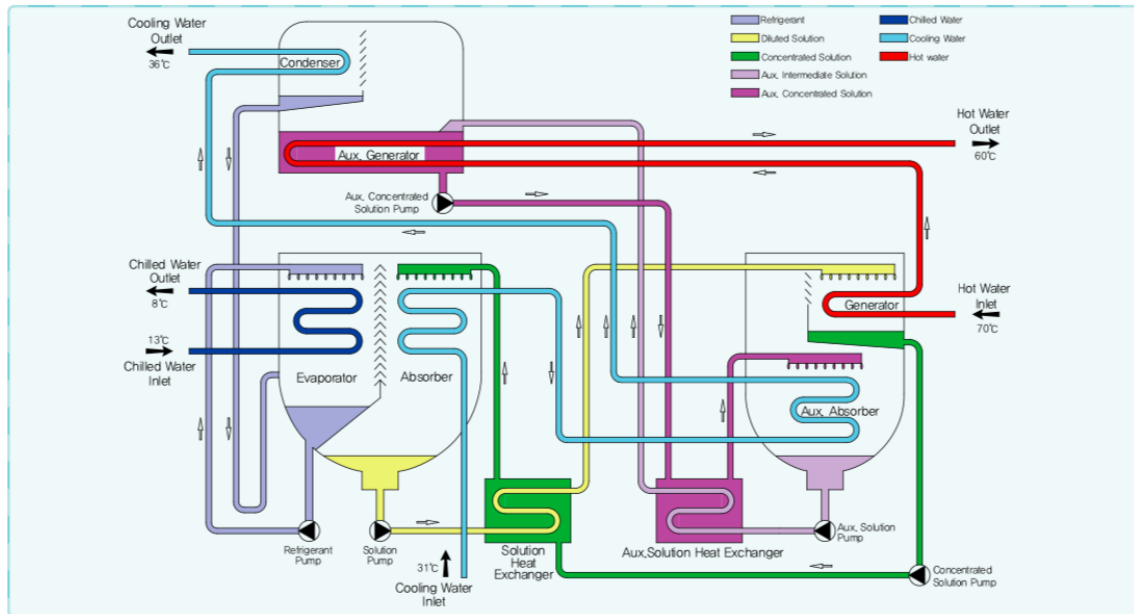 Cooling Water
Outlet
36℃
Condenser
Refrigerant
Diluted Solution
Concentrated Solution
Aux, Intermediate Solution
Aux, Concentrated Solution
Chilled Water
Cooling Water
Hot water
Hot Water
Outlet
60℃
Aux, Generator
Aux, Concentrated
Solution Pump
Chilled Water
Outlet
8℃
13℃
Chilled Water
Inlet
Evaporator
Absorber
Generator
Hot Water
Inlet
70℃
Aux, Absorber
Refrigerant
Pump
Solution
Pump
31℃
Cooling Water
Inlet
Solution
Heat
Exchanger
Aux,Solution Heat Exchanger
Aux, Solution
Pump
Concentrated
Solution Pump